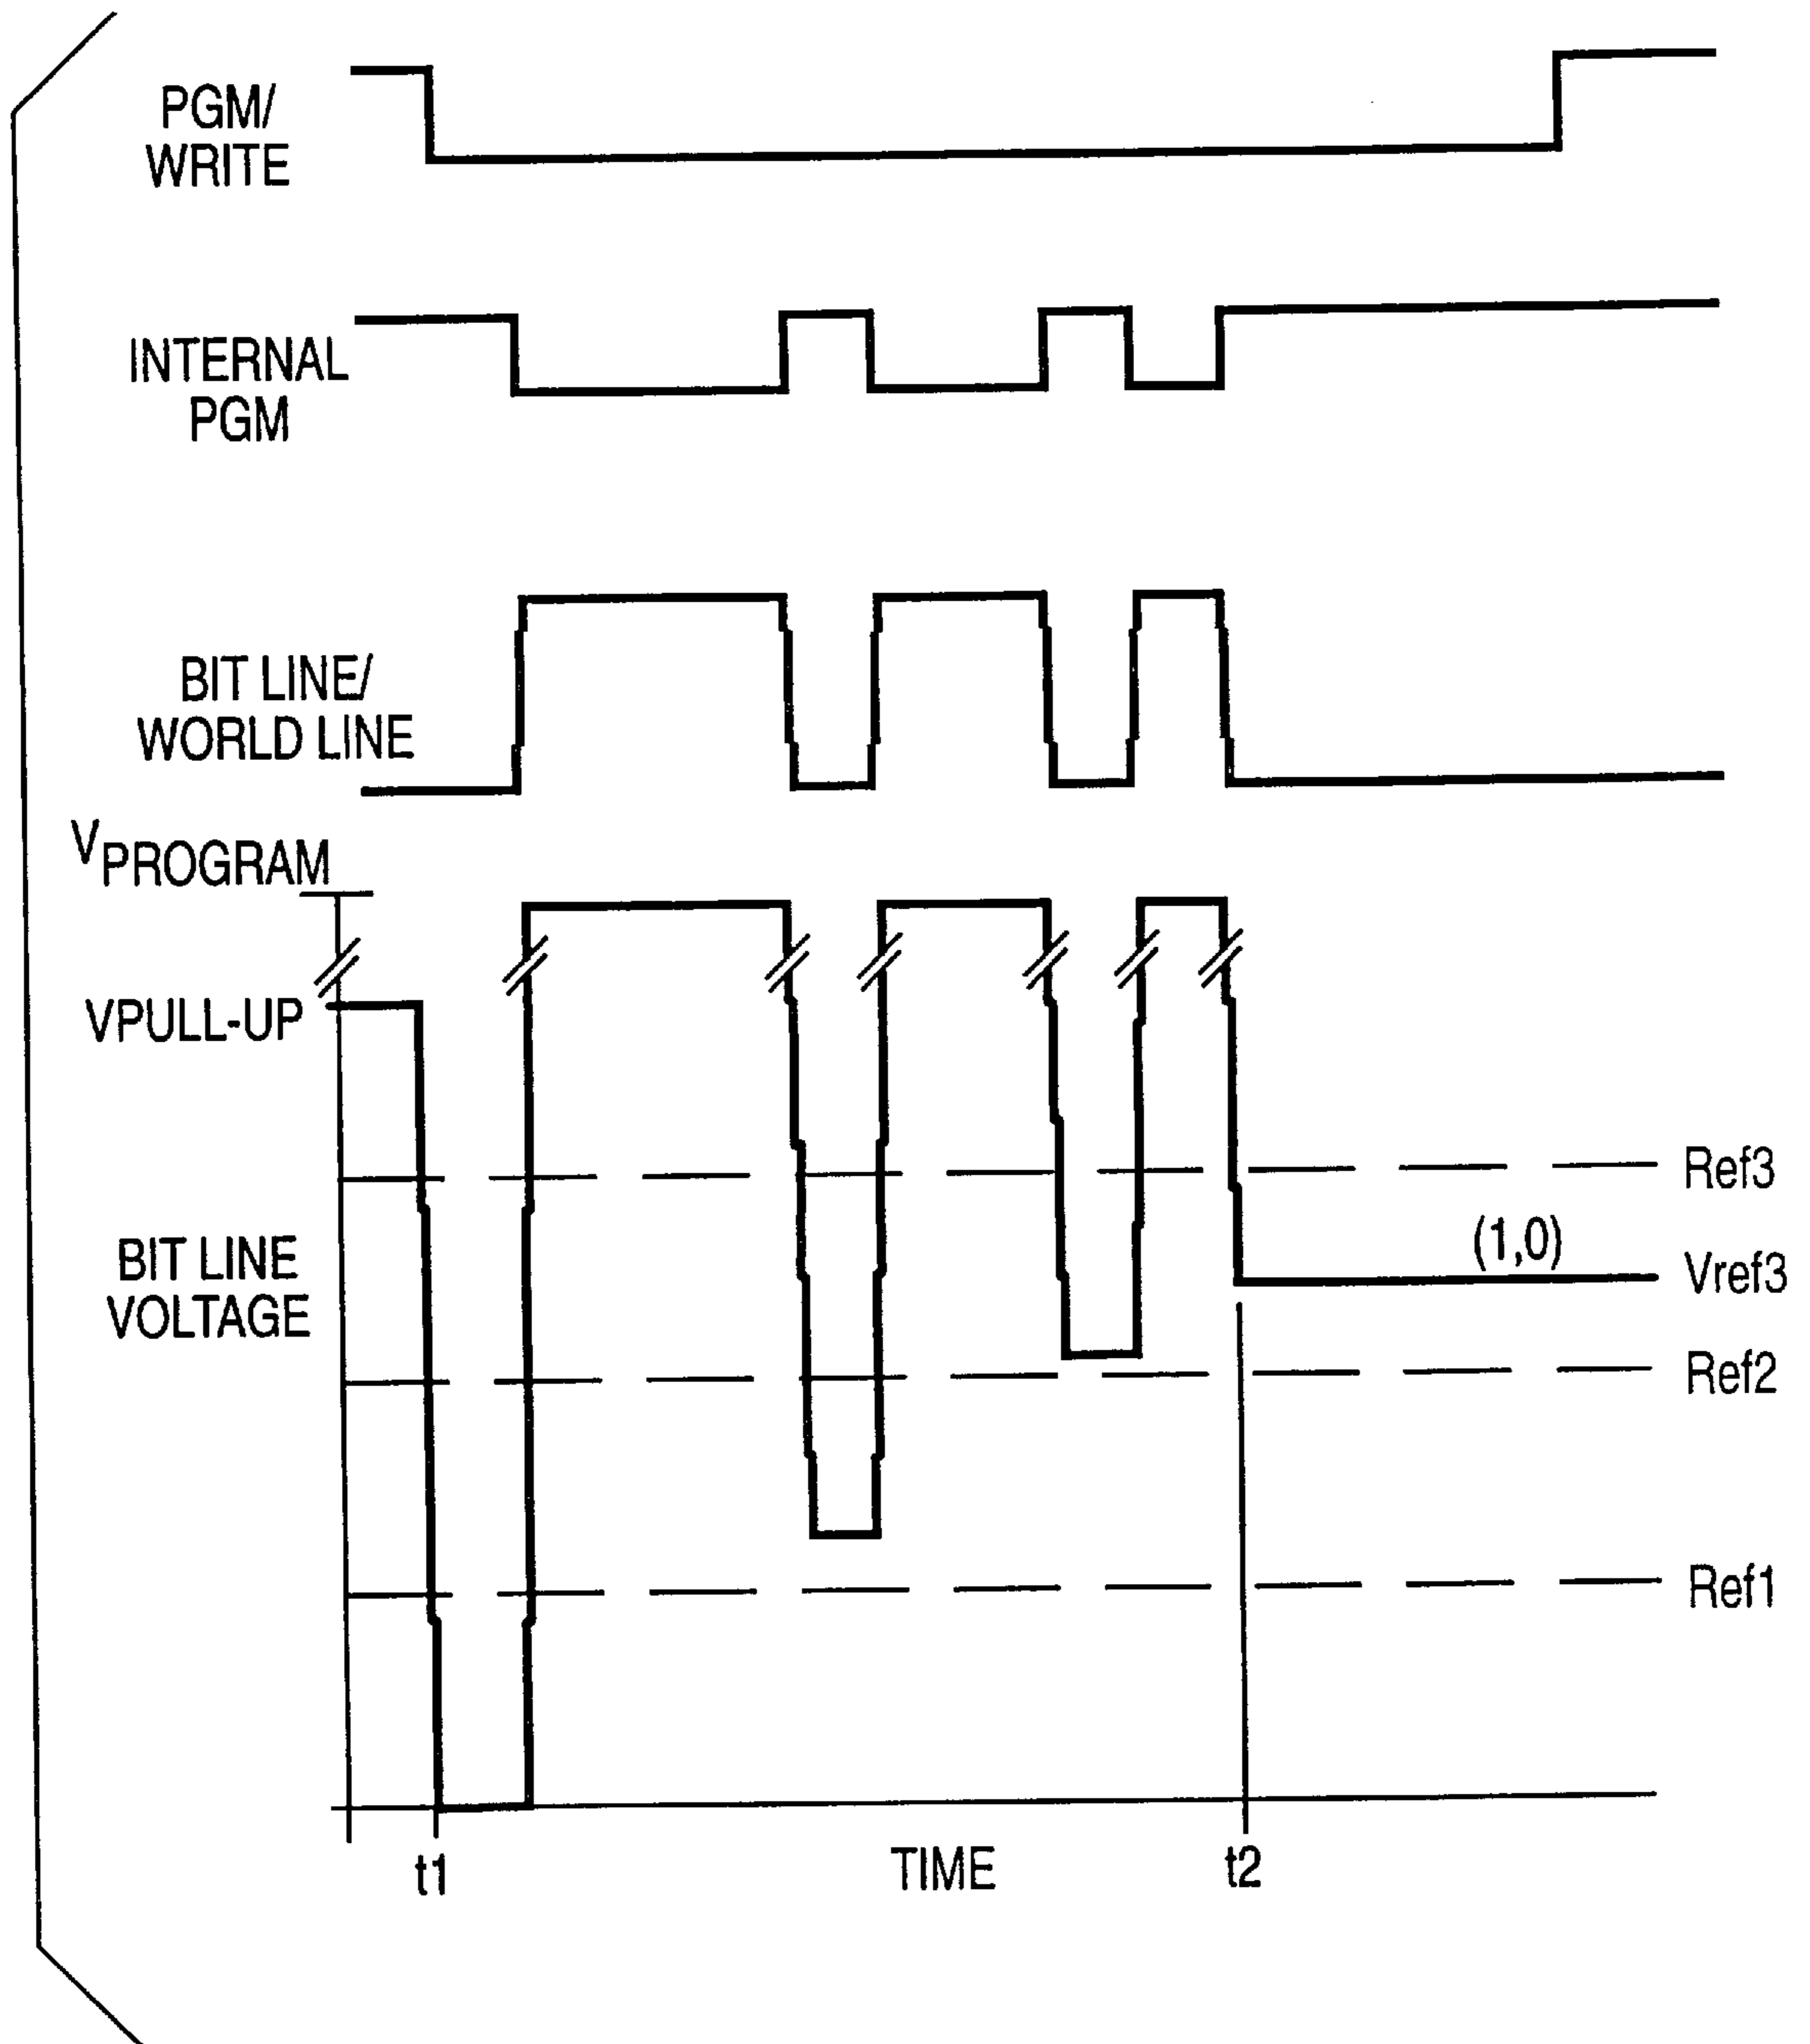 PGM/
WRITE
INTERNAL
PGM
BIT LINE/
WORLD LINE
VPROGRAM
VPULL-UP
BIT LINE
VOLTAGE
Ref3
(1,0)
Vref3
Ref2
Ref1
t1
TIME
t2